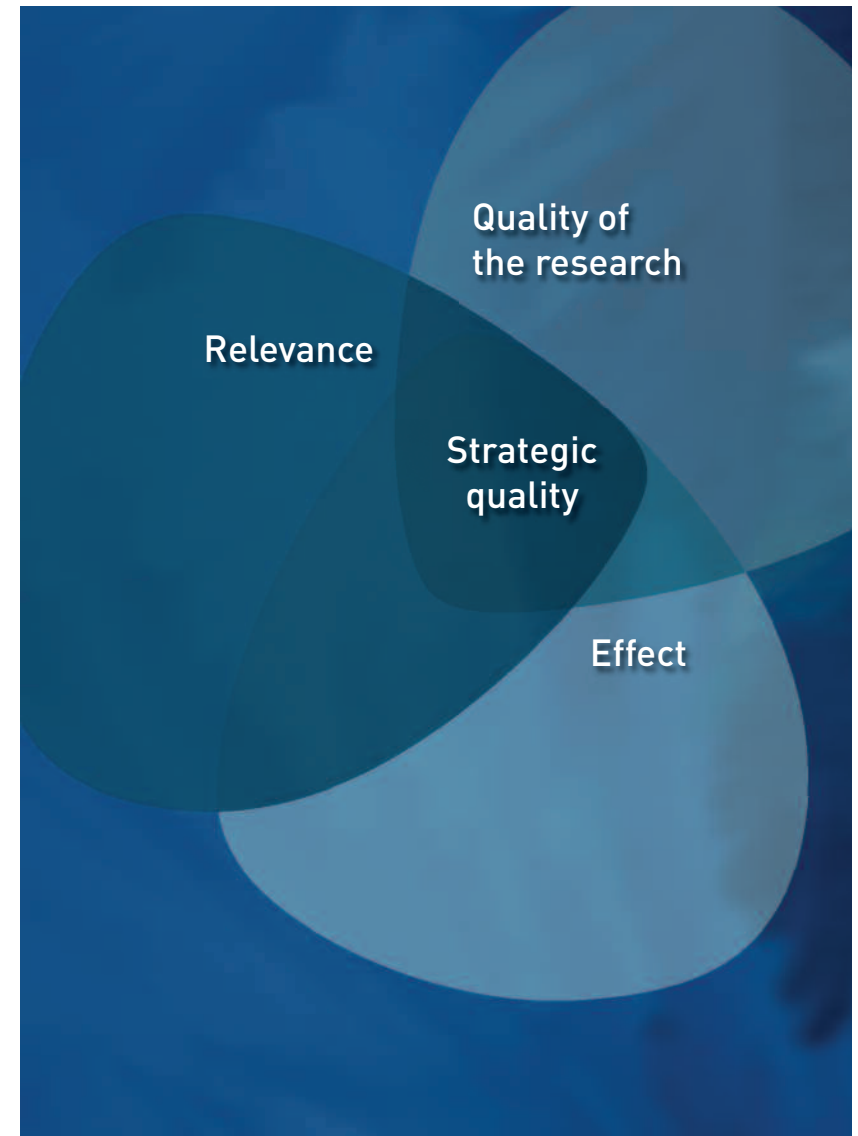 Quality of
the research
Relevance
Strategic
quality
Effect